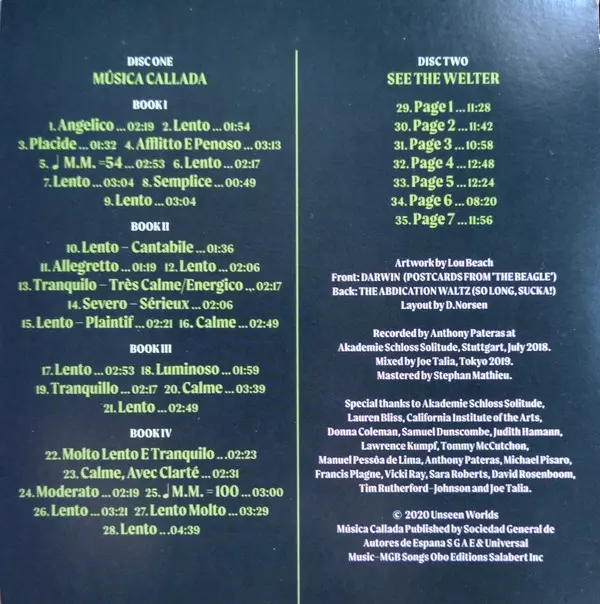 DISC ONE
MÚSICA CALLADA
BOOK I
1. Angelico ... 02:19 2. Lento ... 01:54
3. Placide ... 01:32 4. Afflitto E Penoso ... 03:13
5. ♩ M.M. =54 ... 02:53 6. Lento ... 02:17
7. Lento ... 03:04 8. Semplice ... 00:49
9. Lento ... 03:04
BOOK II
10. Lento – Cantabile ... 01:36
11. Allegretto ... 01:19 12. Lento ... 02:06
13. Tranquilo – Très Calme/Energico ... 02:17
14. Severo – Sérieux ... 02:06
15. Lento – Plaintif ... 02:21 16. Calme ... 02:49
BOOK III
17. Lento ... 02:53 18. Luminoso ... 01:59
19. Tranquillo ... 02:17 20. Calme ... 03:39
21. Lento ... 02:49
BOOK IV
22. Molto Lento E Tranquilo ... 02:23
23. Calme, Avec Clarté ... 02:31
24. Moderato ... 02:19 25. ♩ M.M. = 100 ... 03:00
26. Lento ... 03:21 27. Lento Molto ... 03:29
28. Lento ... 04:39
DISC TWO
SEE THE WELTER
29. Page 1 ... 11:28
30. Page 2 ... 11:42
31. Page 3 ... 10:58
32. Page 4 ... 12:48
33. Page 5 ... 12:24
34. Page 6 ... 08:20
35. Page 7 ... 11:56
Artwork by Lou Beach
Front: DARWIN (POSTCARDS FROM 'THE BEAGLE')
Back: THE ABDICATION WALTZ (SO LONG, SUCKA!)
Layout by D.Norsen
Recorded by Anthony Pateras at
Akademie Schloss Solitude, Stuttgart, July 2018.
Mixed by Joe Talia, Tokyo 2019.
Mastered by Stephan Mathieu.
Special thanks to Akademie Schloss Solitude,
Lauren Bliss, California Institute of the Arts,
Donna Coleman, Samuel Dunscombe, Judith Hamann,
Lawrence Kumpf, Tommy McCutchon,
Manuel Pessôa de Lima, Anthony Pateras, Michael Pisaro,
Francis Plagne, Vicki Ray, Sara Roberts, David Rosenboom,
Tim Rutherford-Johnson and Joe Talia.
© 2020 Unseen Worlds
Música Callada Published by Sociedad General de
Autores de Espana S G A E & Universal
Music-MGB Songs Obo Editions Salabert Inc